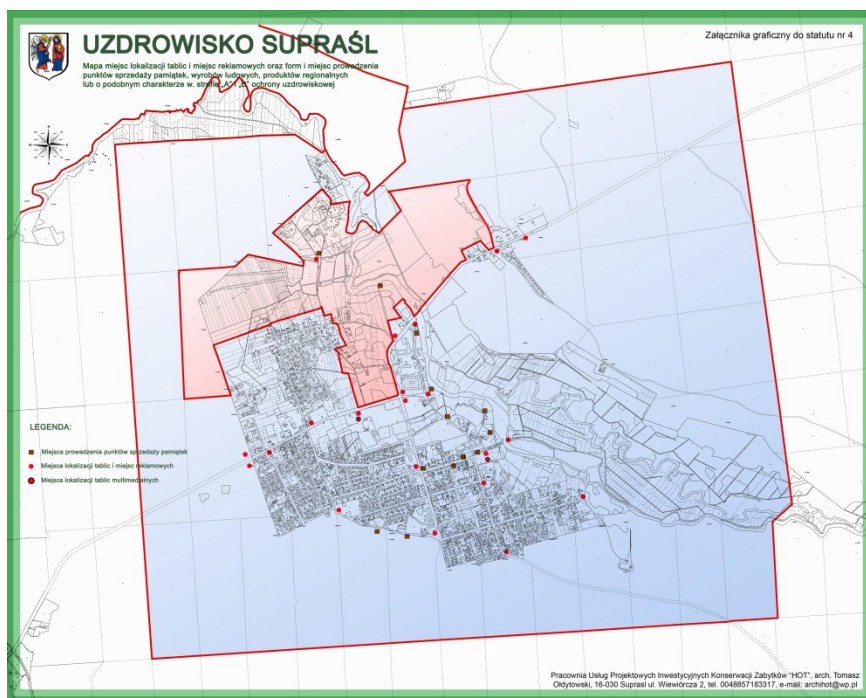 Załącznika graficzny do statutu nr 4
UZDROWISKO SUPRAŚL
Mapa miejsc lokalizacji tablic i miejsc reklamowych oraz form i miejsc prowadzenia
punktów sprzedaży pamiątek, wyrobów ludowych, produktów regionalnych
lub o podobnym charakterze w. strefie „A” i „B” ochrony uzdrowiskowej
LEGENDA:
Miejsca prowadzenia punktów sprzedaży pamiątek
Miejsca lokalizacji tablic i miejsc reklamowych
Miejsca lokalizacji tablic multimedialnych
Pracownia Usług Projektowych Inwestycyjnych Konserwacji Zabytków "HOT", arch. Tomasz
Ołdytowski, 16-030 Suprasl ul. Wiewiórcza 2, tel. 0048857183317, e-mail: archihot@wp.pl